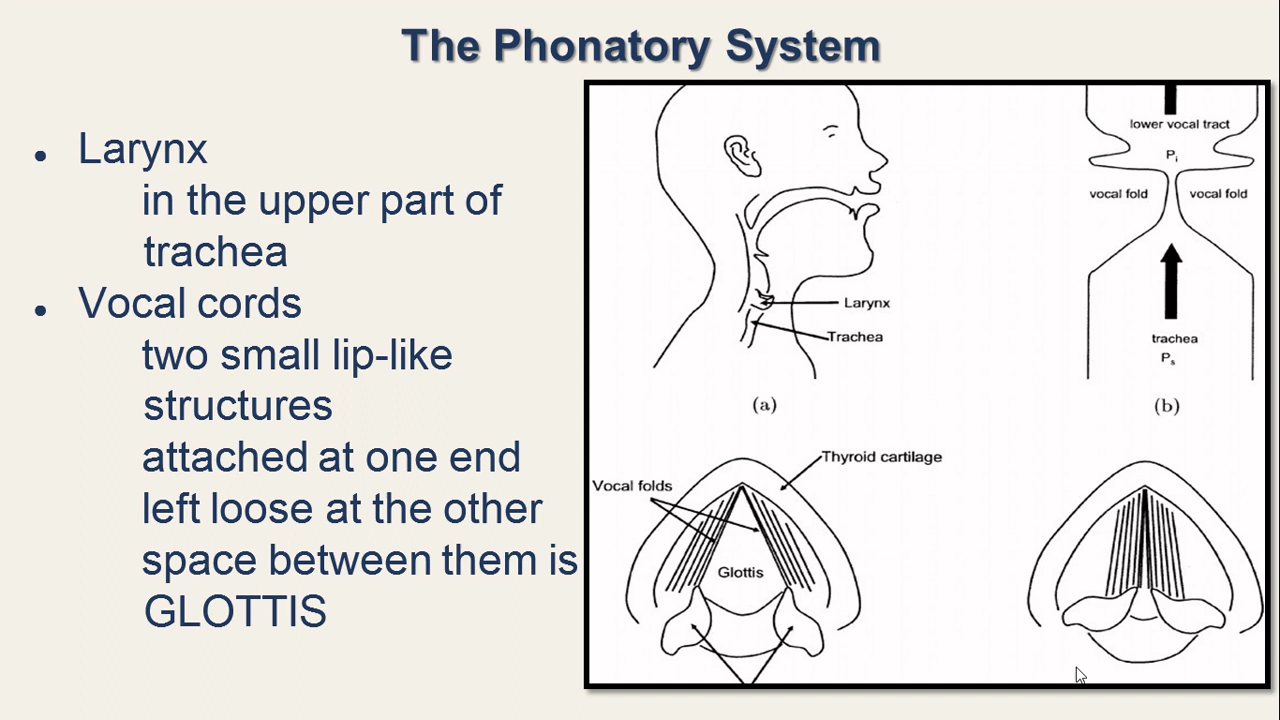 The Phonatory System
• Larynx
in the upper part of
trachea
• Vocal cords
two small lip-like
structures
attached at one end
left loose at the other
space between them is
GLOTTIS
Larynx
Trachea
(a)
lower vocal tract
Pi
vocal fold
vocal fold
trachea
Ps
(b)
Thyroid cartilage
Vocal folds
Glottis